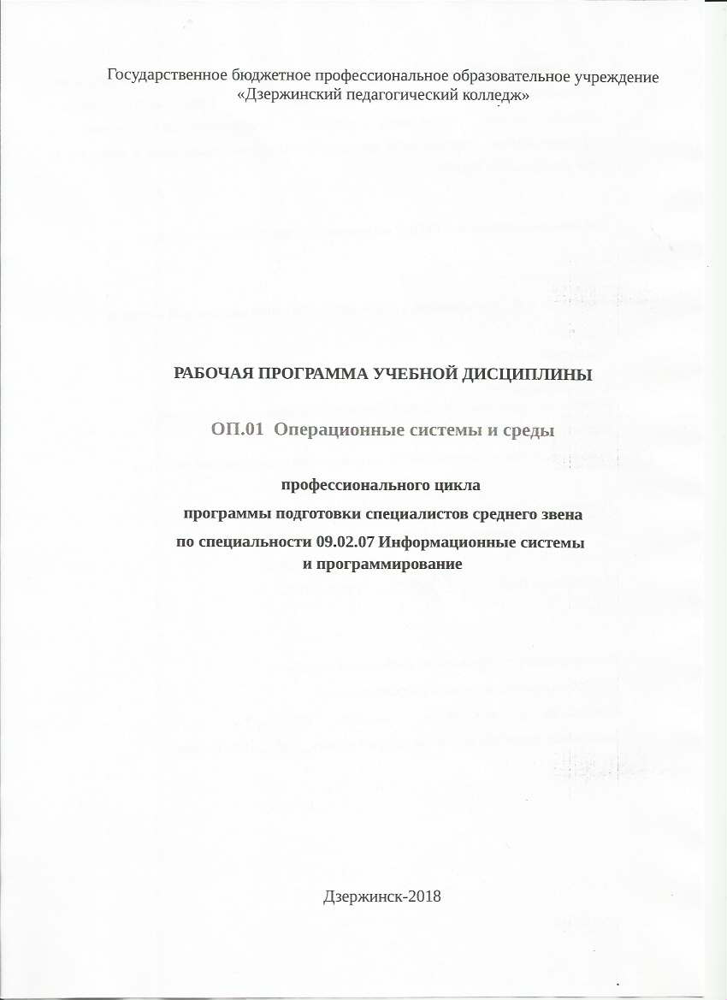 Государственное бюджетное профессиональное образовательное учреждение
«Дзержинский педагогический колледж»
РАБОЧАЯ ПРОГРАММА УЧЕБНОЙ ДИСЦИПЛИНЫ
ОП.01 Операционные системы и среды
профессионального цикла
программы подготовки специалистов среднего звена
по специальности 09.02.07 Информационные системы
и программирование
Дзержинск-2018